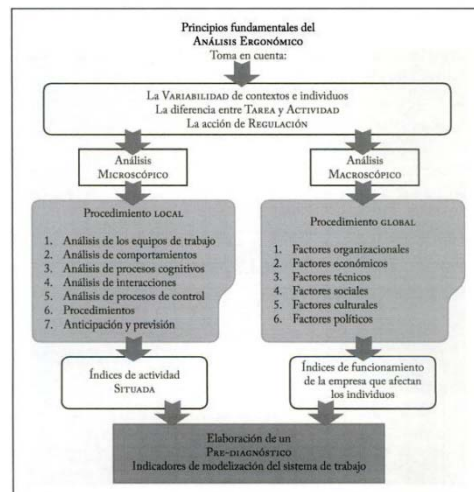 Principios fundamentales del
ANÁLISIS ERGONÓMICO
Toma en cuenta:
La VARIABILIDAD de contextos e individuos
La diferencia entre TAREA y ACTIVIDAD
La acción de REGULACIÓN
Análisis
MICROSCÓPICO
Procedimiento LOCAL
1. Análisis de los equipos de trabajo
2. Análisis de comportamientos
3. Análisis de procesos cognitivos
4. Análisis de interacciones
5. Análisis de procesos de control
6. Procedimientos
7. Anticipación y previsión
Índices de actividad
SITUADA
Análisis
MACROSCÓPICO
Procedimiento GLOBAL
1. Factores organizacionales
2. Factores económicos
3. Factores técnicos
4. Factores sociales
5. Factores culturales
6. Factores políticos
Índices de funcionamiento
de la empresa que afectan
los individuos
Elaboración de un
PRE-DIAGNÓSTICO
Indicadores de modelización del sistema de trabajo